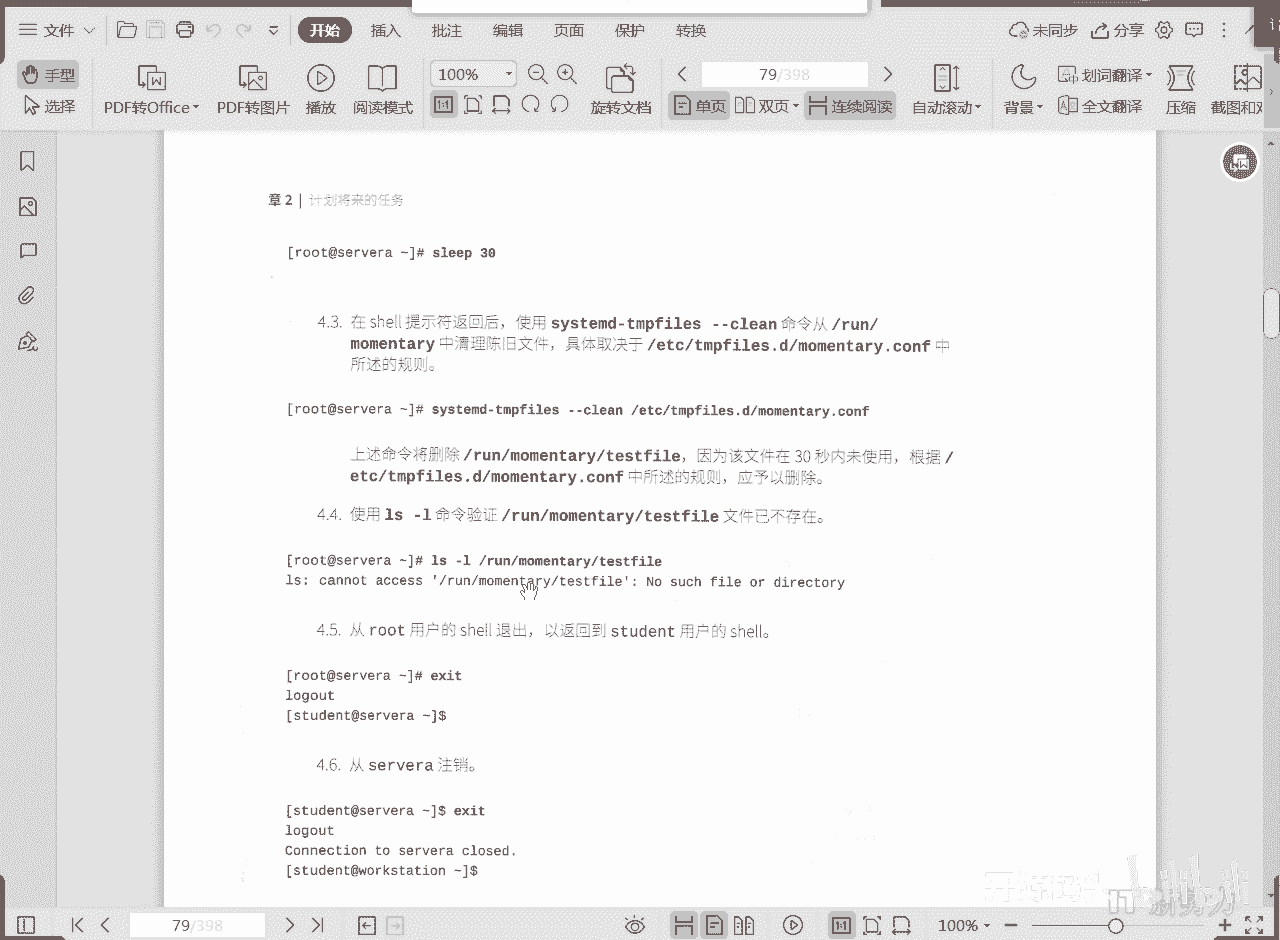 文件
开始
插入
批注
编辑
页面
保护
转换
未同步
分享
手型
选择
PDF转Office
PDF转图片
播放
阅读模式
100%
旋转文档
79/398
单页
双页
连续阅读
自动滚动
背景
划词翻译
全文翻译
压缩
截图和
章 2 | 计划将来的任务
[root@servera ~]# sleep 30
4.3. 在 shell 提示符返回后，使用 systemd-tmpfiles --clean 命令从 /run/
momentary 中清理陈旧文件，具体取决于 /etc/tmpfiles.d/momentary.conf 中
所述的规则。
[root@servera ~]# systemd-tmpfiles --clean /etc/tmpfiles.d/momentary.conf
上述命令将删除 /run/momentary/testfile，因为该文件在 30 秒内未使用，根据 /
etc/tmpfiles.d/momentary.conf 中所述的规则，应予以删除。
4.4. 使用 ls -l 命令验证 /run/momentary/testfile 文件已不存在。
[root@servera ~]# ls -l /run/momentary/testfile
ls: cannot access '/run/momentary/testfile': No such file or directory
4.5. 从 root 用户的 shell 退出，以返回到 student 用户的 shell。
[root@servera ~]# exit
logout
[student@servera ~]$
4.6. 从 servera 注销。
[student@servera ~]$ exit
logout
Connection to servera closed.
[student@workstation ~]$
79/398
100%